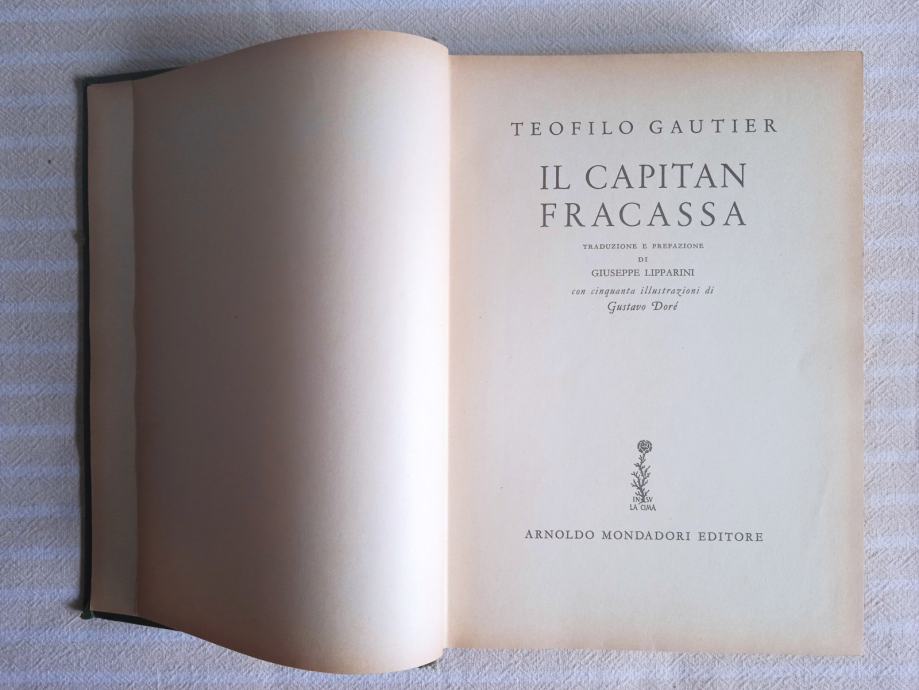 TEOFILO GAUTIER
IL CAPITAN
FRACASSA
TRADUZIONE E PREFAZIONE
DI
GIUSEPPE LIPPARINI
con cinquanta illustrazioni di
Gustavo Doré
IN SV
LA CIMA
ARNOLDO MONDADORI EDITORE